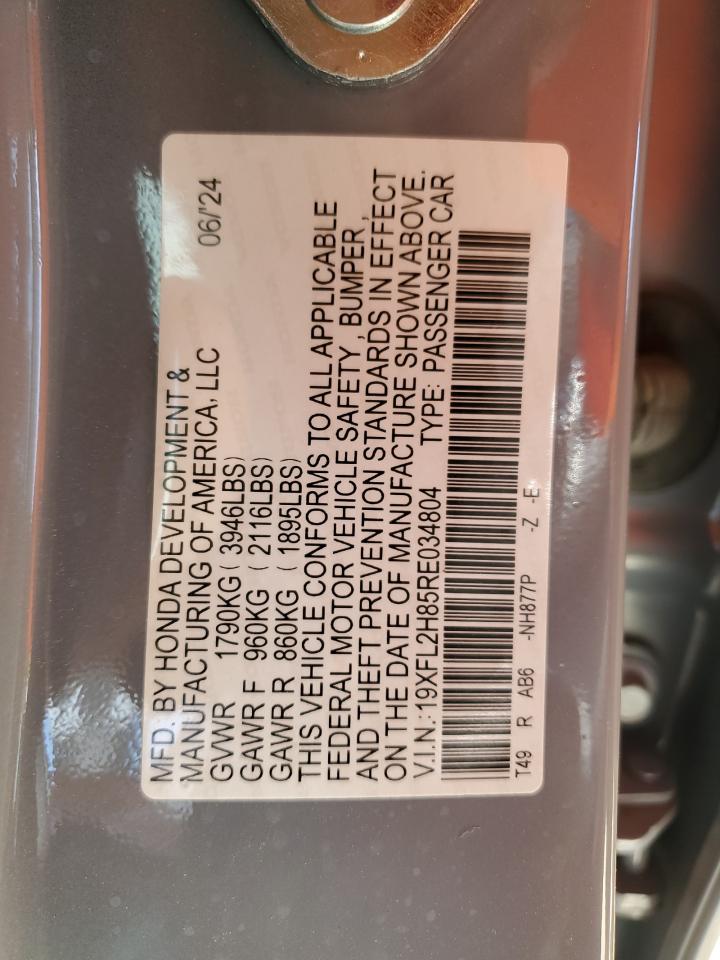 MFD. BY HONDA DEVELOPMENT &
MANUFACTURING OF AMERICA, LLC 06/'24
GVWR 1790KG ( 3946LBS)
GAWR F 960KG ( 2116LBS)
GAWR R 860KG ( 1895LBS)
THIS VEHICLE CONFORMS TO ALL APPLICABLE
FEDERAL MOTOR VEHICLE SAFETY , BUMPER ,
AND THEFT PREVENTION STANDARDS IN EFFECT
ON THE DATE OF MANUFACTURE SHOWN ABOVE.
V.I.N.:19XFL2H85RE034804 TYPE: PASSENGER CAR
T49 R AB6 -NH877P -Z -E